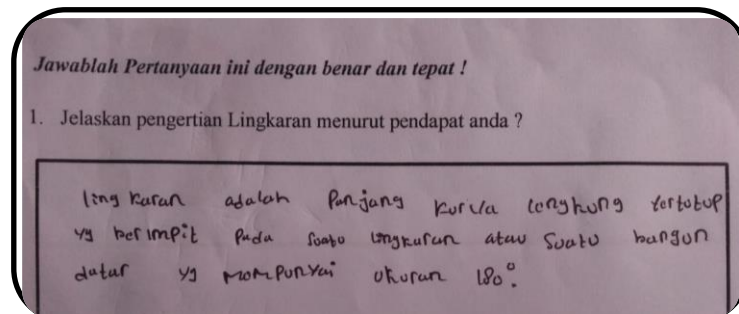 Jawablah Pertanyaan ini dengan benar dan tepat !
1. Jelaskan pengertian Lingkaran menurut pendapat anda ?
lingkaran adalah Panjang kurva lengkung tertutup
yg berimpit Pada suatu lingkaran atau suatu bangun
datar yg mempunyai ukuran 180°.